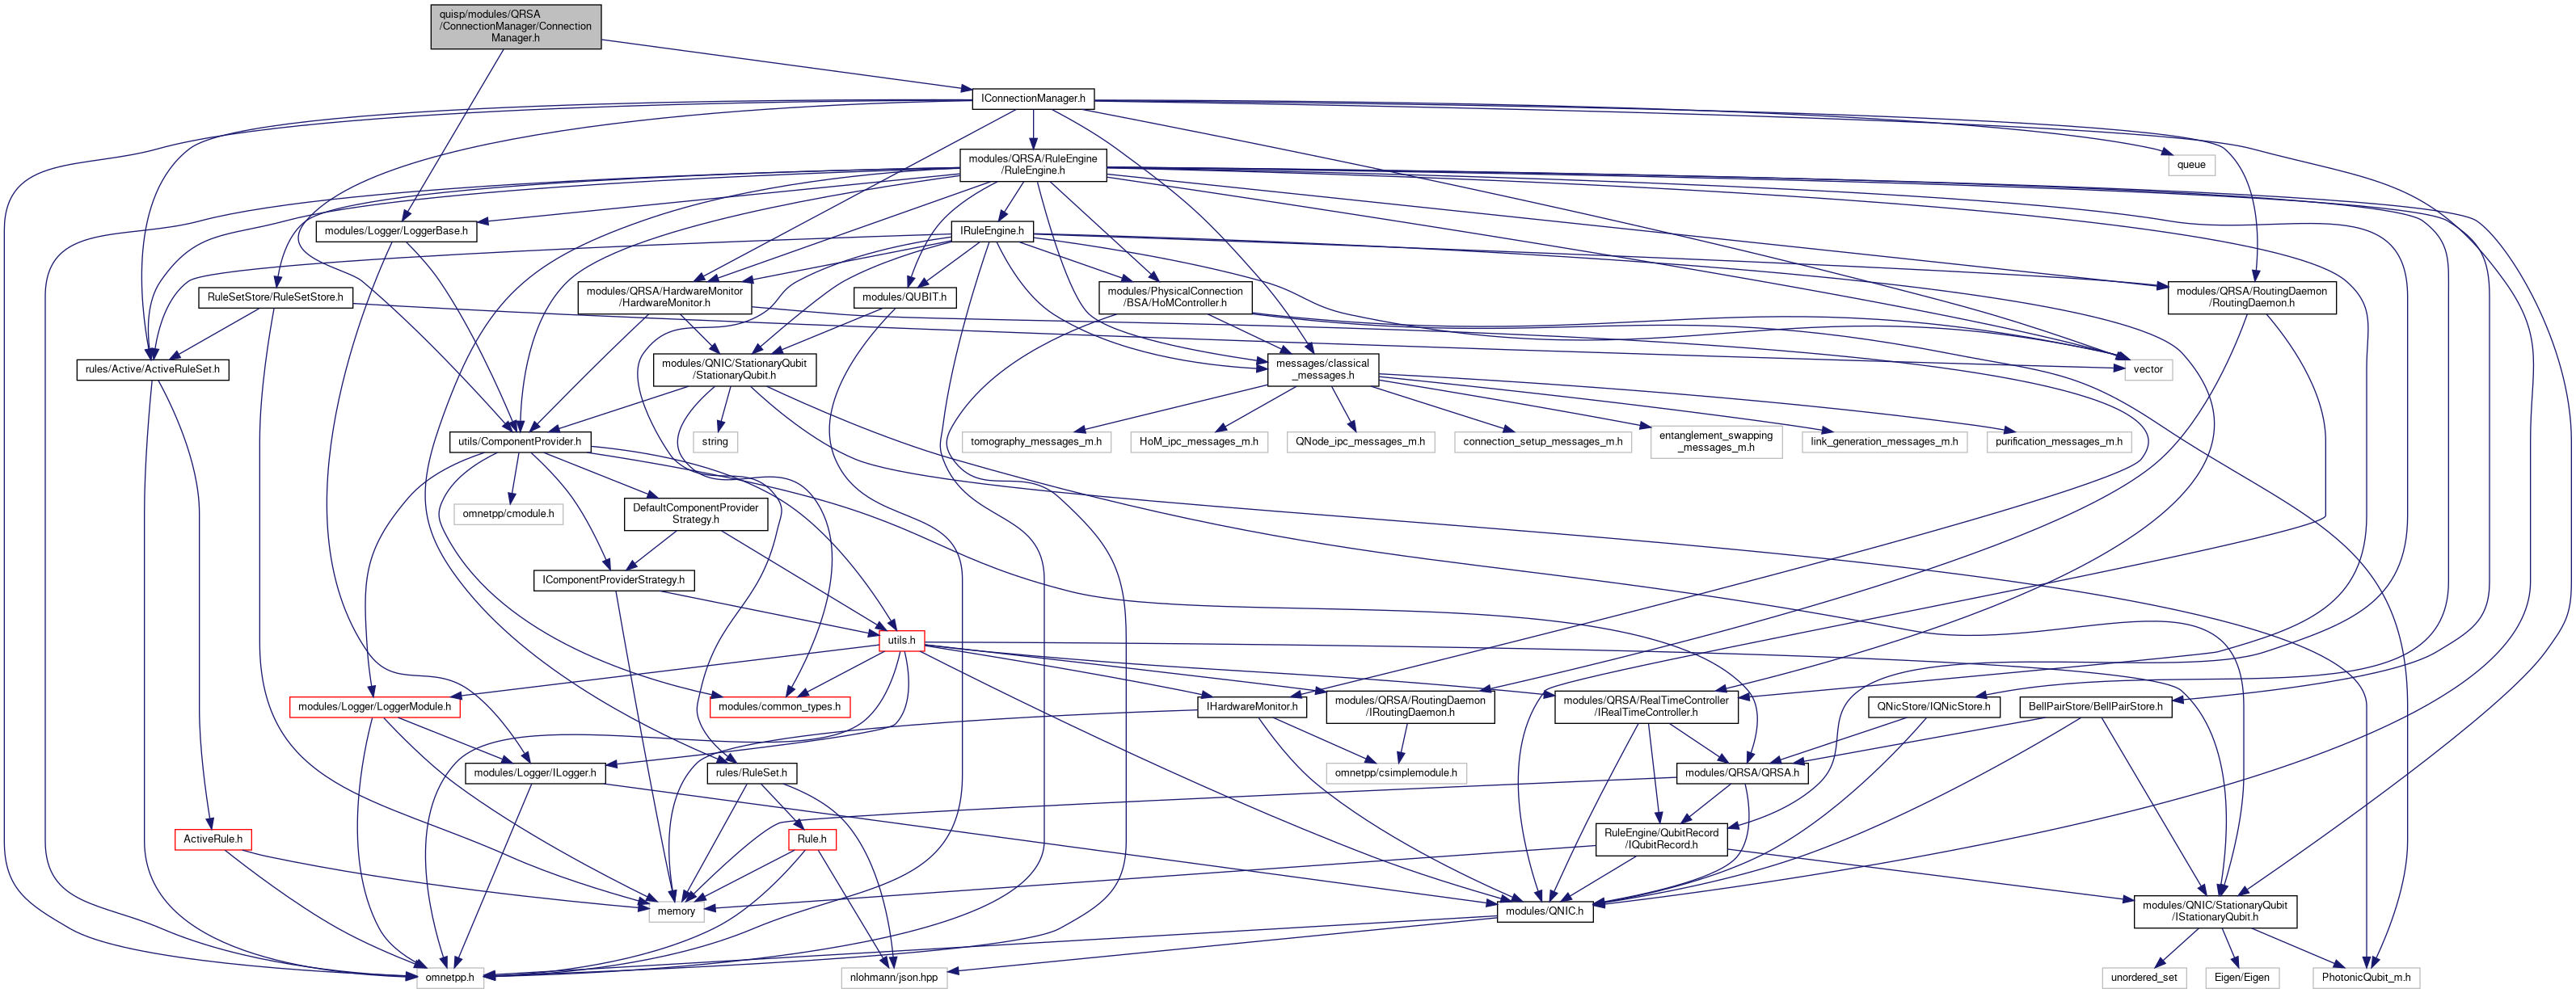 quisp/modules/QRSA
/ConnectionManager/Connection
Manager.h
IConnectionManager.h
modules/QRSA/RuleEngine
/RuleEngine.h
queue
modules/Logger/LoggerBase.h
IRuleEngine.h
RuleSetStore/RuleSetStore.h
modules/QRSA/HardwareMonitor
/HardwareMonitor.h
modules/QUBIT.h
modules/PhysicalConnection
/BSA/HoMController.h
modules/QRSA/RoutingDaemon
/RoutingDaemon.h
rules/Active/ActiveRuleSet.h
modules/QNIC/StationaryQubit
/StationaryQubit.h
messages/classical
_messages.h
vector
utils/ComponentProvider.h
string
tomography_messages_m.h
HoM_ipc_messages_m.h
QNode_ipc_messages_m.h
connection_setup_messages_m.h
entanglement_swapping
_messages_m.h
link_generation_messages_m.h
purification_messages_m.h
omnetpp/cmodule.h
DefaultComponentProvider
Strategy.h
IComponentProviderStrategy.h
utils.h
modules/Logger/LoggerModule.h
modules/common_types.h
IHardwareMonitor.h
modules/QRSA/RoutingDaemon
/IRoutingDaemon.h
modules/QRSA/RealTimeController
/IRealTimeController.h
QNicStore/IQNicStore.h
BellPairStore/BellPairStore.h
modules/Logger/ILogger.h
rules/RuleSet.h
omnetpp/csimplemodule.h
modules/QRSA/QRSA.h
ActiveRule.h
Rule.h
RuleEngine/QubitRecord
/IQubitRecord.h
memory
modules/QNIC.h
modules/QNIC/StationaryQubit
/IStationaryQubit.h
omnetpp.h
nlohmann/json.hpp
unordered_set
Eigen/Eigen
PhotonicQubit_m.h